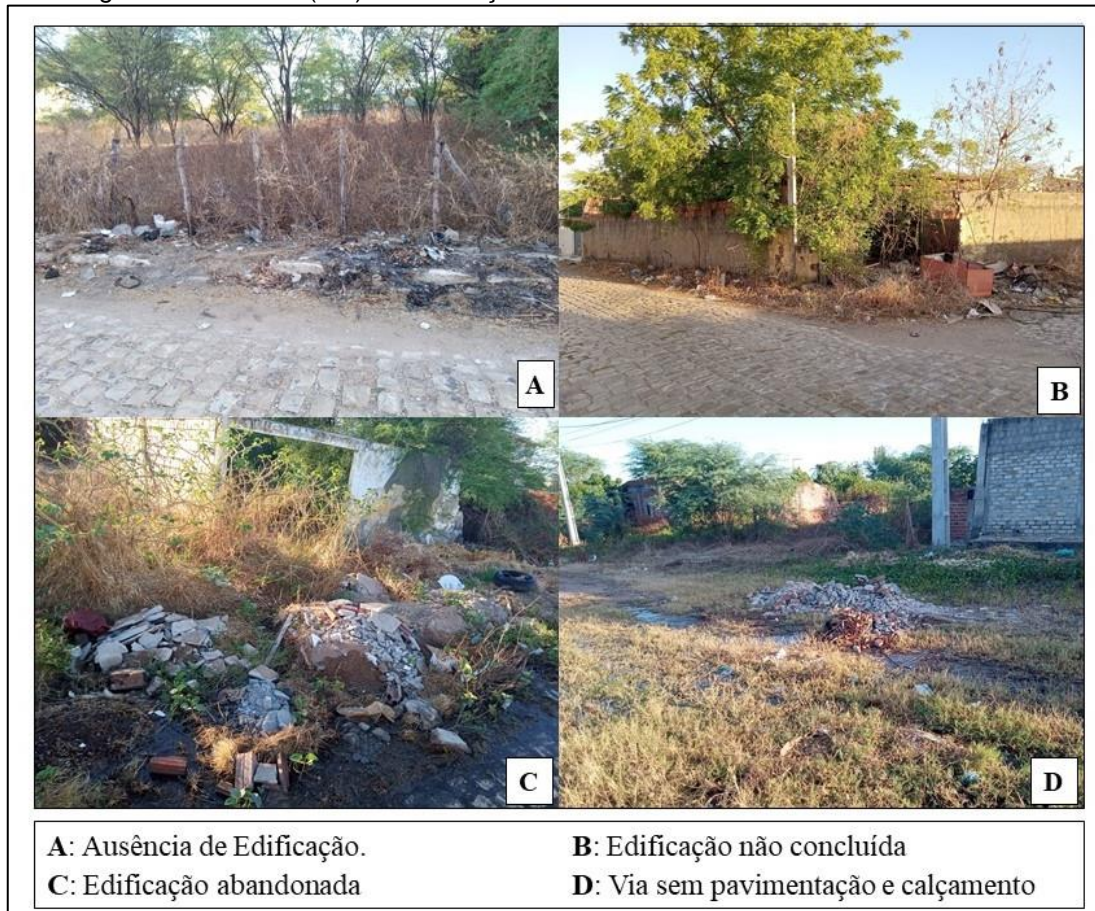 A
B
C
D
A: Ausência de Edificação.
B: Edificação não concluída
C: Edificação abandonada
D: Via sem pavimentação e calçamento